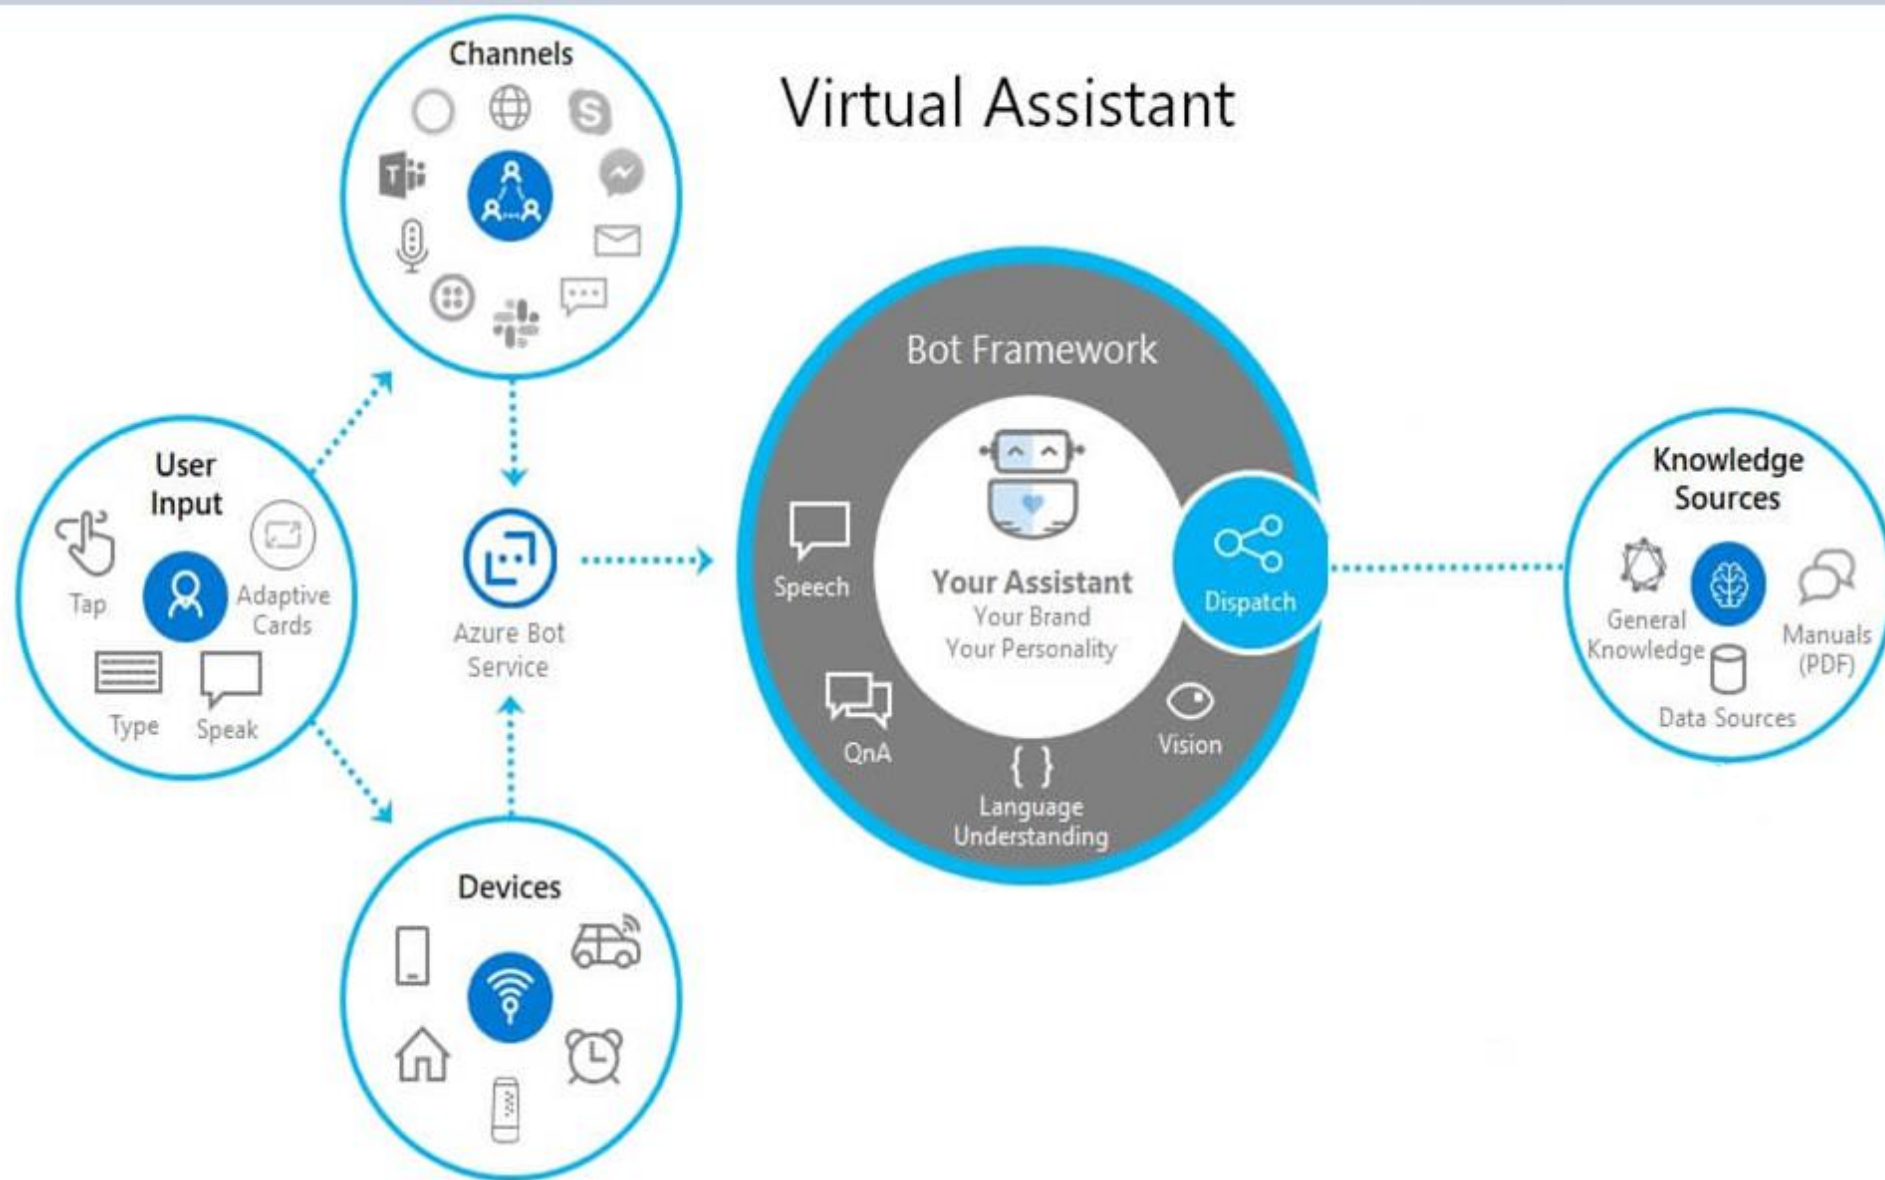 Virtual Assistant
Channels
S
T
User
Input
Tap
Adaptive
Cards
Type
Speak
Azure Bot
Service
Devices
Bot Framework
Your Assistant
Your Brand
Your Personality
Speech
QnA
{ }
Language
Understanding
Vision
Dispatch
Knowledge
Sources
General
Knowledge
Manuals
(PDF)
Data Sources